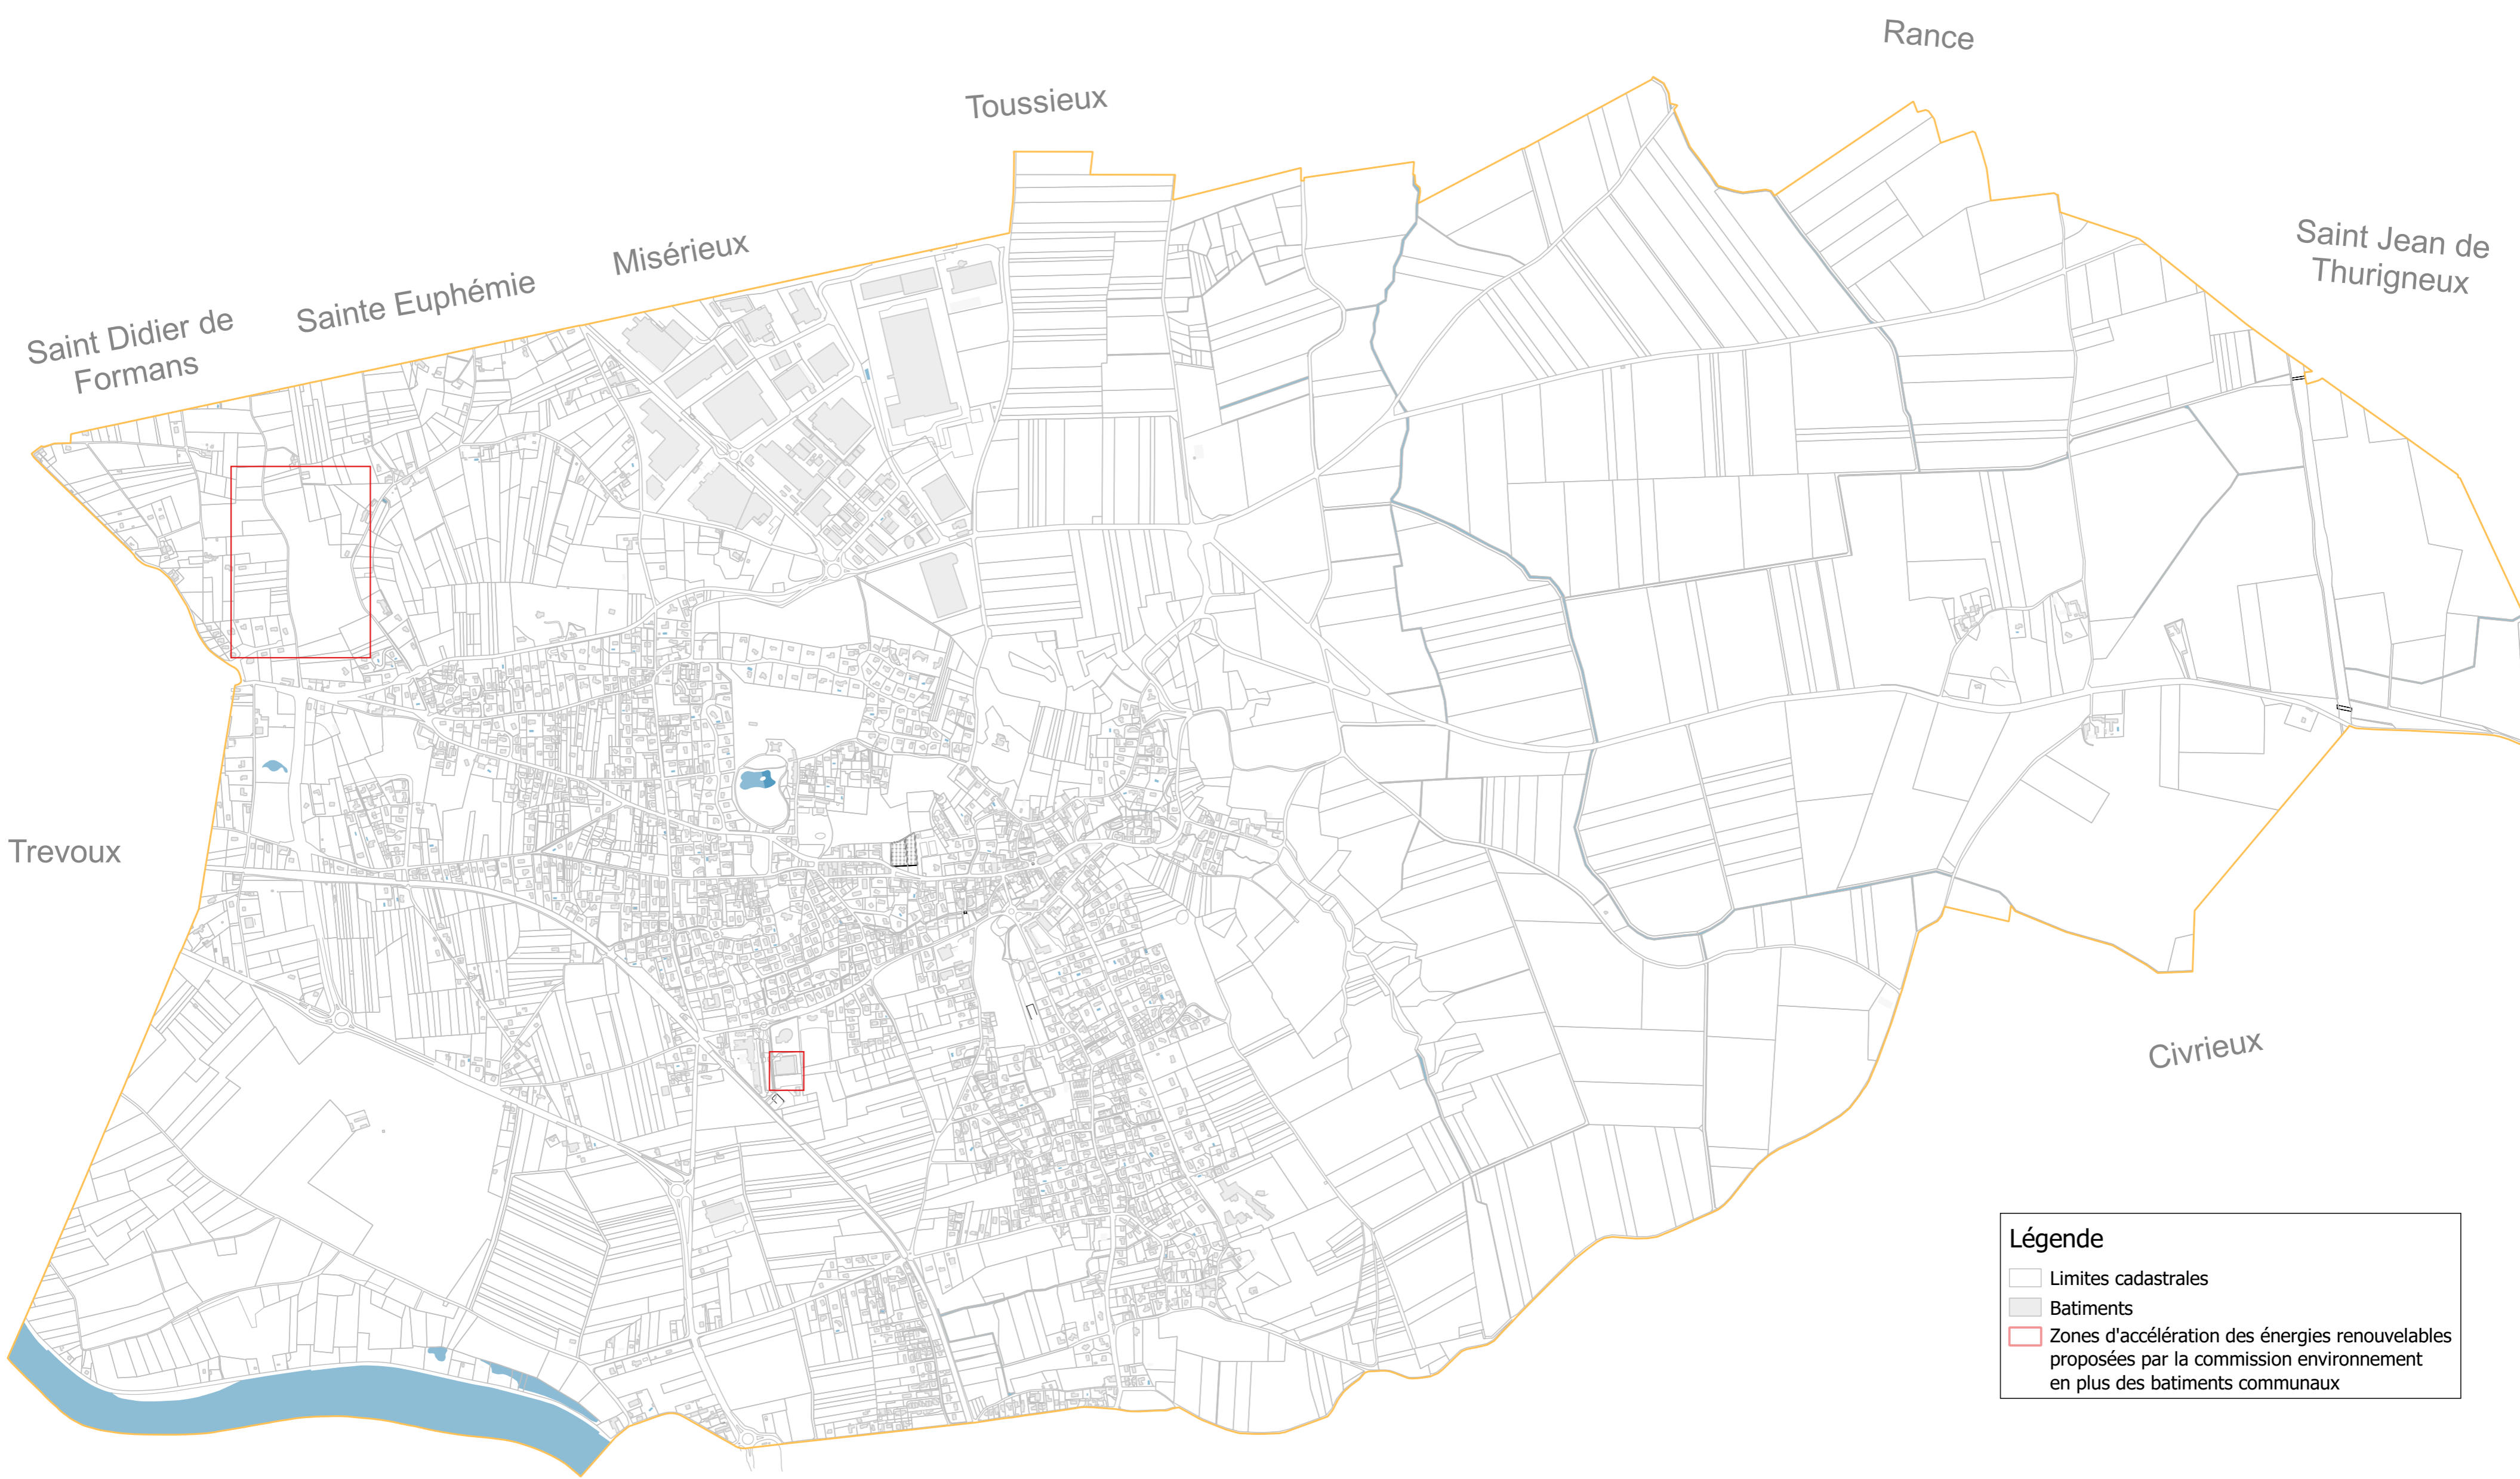 Rance
Toussieux
Saint Jean de
Thurigneux
Misérieux
Sainte Euphémie
Saint Didier de
Formans
Trevoux
Civrieux
Légende
Limites cadastrales
Batiments
Zones d'accélération des énergies renouvelables
proposées par la commission environnement
en plus des batiments communaux